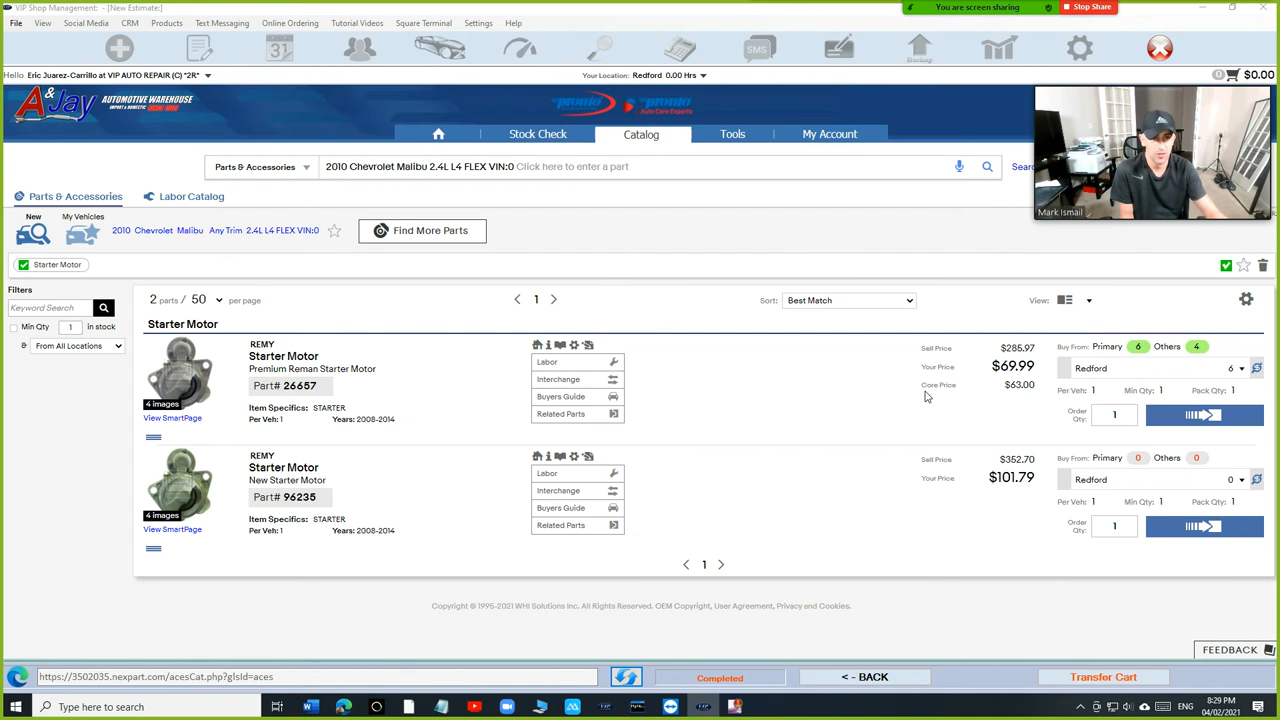 VIP Shop Management: - [New Estimate:]
You are screen sharing
Stop Share
File View Social Media CRM Products Text Messaging Online Ordering Tutorial Videos Square Terminal Settings Help
31
SMS
Hello Eric Juarez-Carrillo at VIP AUTO REPAIR (C) *2R*
Your Location: Redford 0.00 Hrs
0 $0.00
A&Jay AUTOMOTIVE WAREHOUSE
IMPORT & DOMESTIC
PRONTO
Auto Care Experts
Stock Check Catalog Tools My Account
Mark Ismail
Parts & Accessories 2010 Chevrolet Malibu 2.4L L4 FLEX VIN:0 Click here to enter a part
Parts & Accessories Labor Catalog
New My Vehicles
2010 Chevrolet Malibu Any Trim 2.4L L4 FLEX VIN:0
Find More Parts
Starter Motor
Filters
Keyword Search
Min Qty 1 in stock
& From All Locations
2 parts / 50 per page
1
Sort: Best Match
View:
Starter Motor
REMY
Starter Motor
Premium Reman Starter Motor
Part# 26657
Item Specifics: STARTER
Per Veh: 1 Years: 2008-2014
4 images
View SmartPage
Labor
Interchange
Buyers Guide
Related Parts
Sell Price $285.97
Your Price $69.99
Core Price $63.00
Buy From: Primary 6 Others 4
Redford 6
Per Veh: 1 Min Qty: 1 Pack Qty: 1
Order Qty: 1
REMY
Starter Motor
New Starter Motor
Part# 96235
Item Specifics: STARTER
Per Veh: 1 Years: 2008-2014
4 images
View SmartPage
Labor
Interchange
Buyers Guide
Related Parts
Sell Price $352.70
Your Price $101.79
Buy From: Primary 0 Others 0
Redford 0
Per Veh: 1 Min Qty: 1 Pack Qty: 1
Order Qty: 1
1
Copyright © 1995-2021 WHI Solutions Inc. All Rights Reserved. OEM Copyright, User Agreement, Privacy and Cookies.
FEEDBACK
https://3502035.nexpart.com/acesCat.php?glsId=aces
Completed
< - BACK
Transfer Cart
Type here to search
8:29 PM
04/02/2021